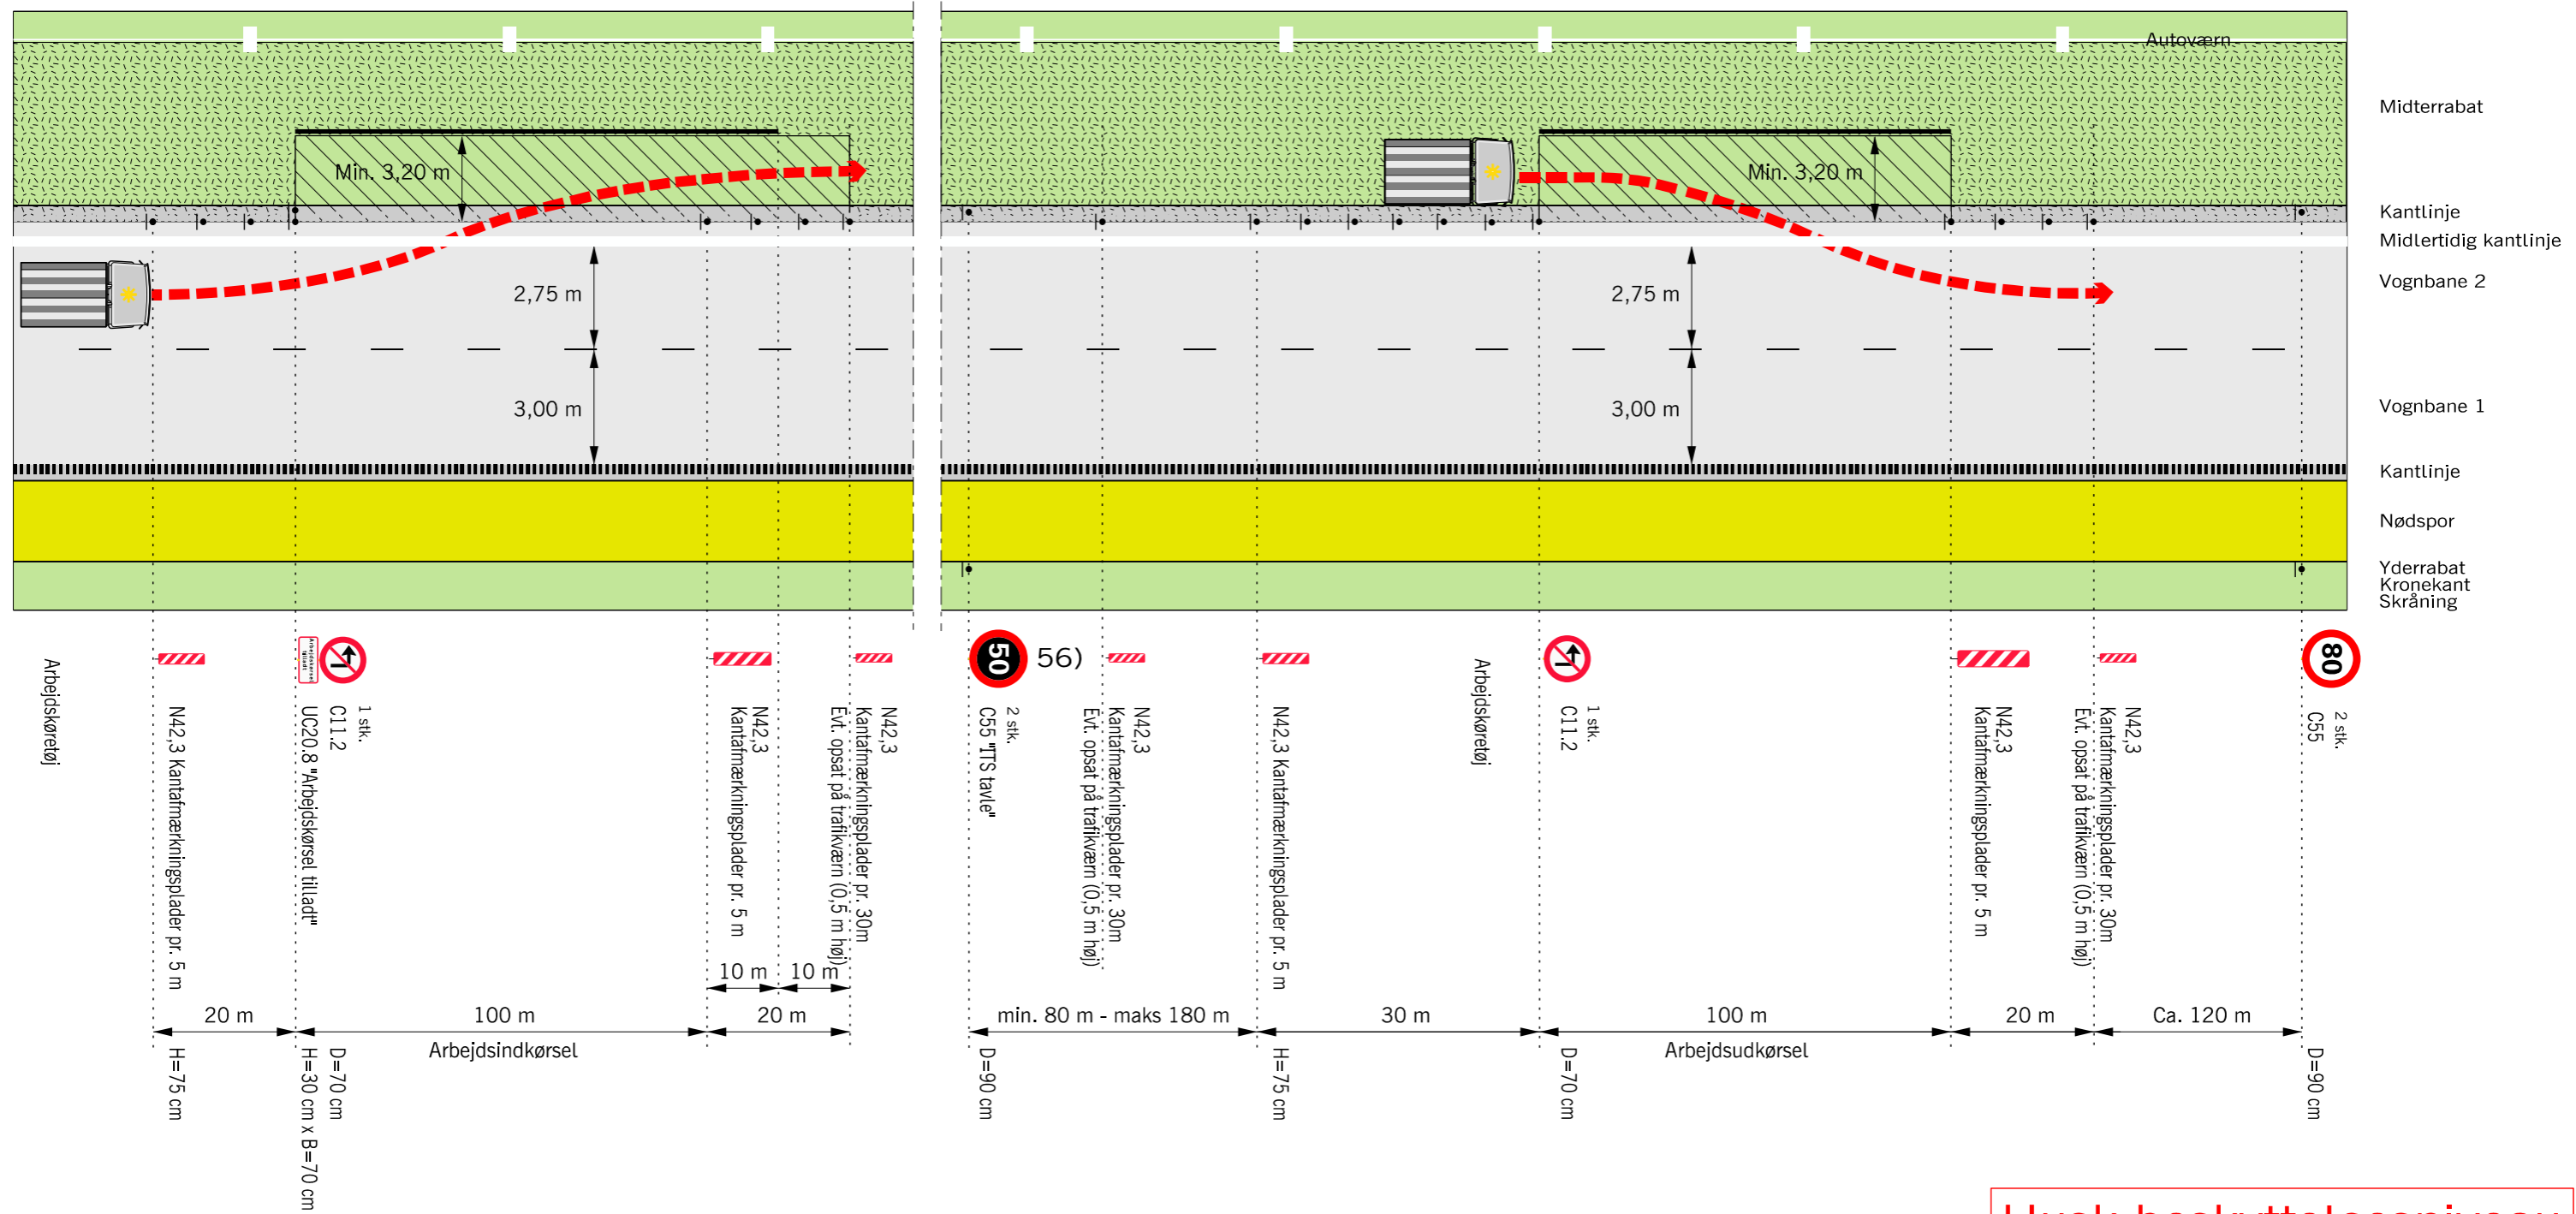 Autoværn
Midterrabat
Min. 3,20 m
Min. 3,20 m
Kantlinje
Midlertidig kantlinje
Vognbane 2
2,75 m
2,75 m
Vognbane 1
3,00 m
3,00 m
Kantlinje
Nødspor
Yderrabat
Kronekant
Skråning
Arbejdskøretøj
N42,3 Kantafmærkningsplader pr. 5 m
Arbejdskørsel
tilladt
1 stk.
C11.2
UC20.8 "Arbejdskørsel tilladt"
N42,3
Kantafmærkningsplader pr. 5 m
N42,3
Kantafmærkningsplader pr. 30m
Evt. opsat på trafikværn (0,5 m høj)
50
56)
2 stk.
C55 "TTS tavle"
N42,3
Kantafmærkningsplader pr. 30m
Evt. opsat på trafikværn (0,5 m høj)
N42,3 Kantafmærkningsplader pr. 5 m
Arbejdskøretøj
1 stk.
C11.2
N42,3
Kantafmærkningsplader pr. 5 m
N42,3
Kantafmærkningsplader pr. 30m
Evt. opsat på trafikværn (0,5 m høj)
80
2 stk.
C55
10 m
10 m
20 m
100 m
20 m
min. 80 m - maks 180 m
30 m
100 m
20 m
Ca. 120 m
Arbejdsindkørsel
Arbejdsudkørsel
H=75 cm
D=70 cm
H=30 cm x B=70 cm
D=90 cm
H=75 cm
D=70 cm
D=90 cm
Husk beskyttelsesniveau